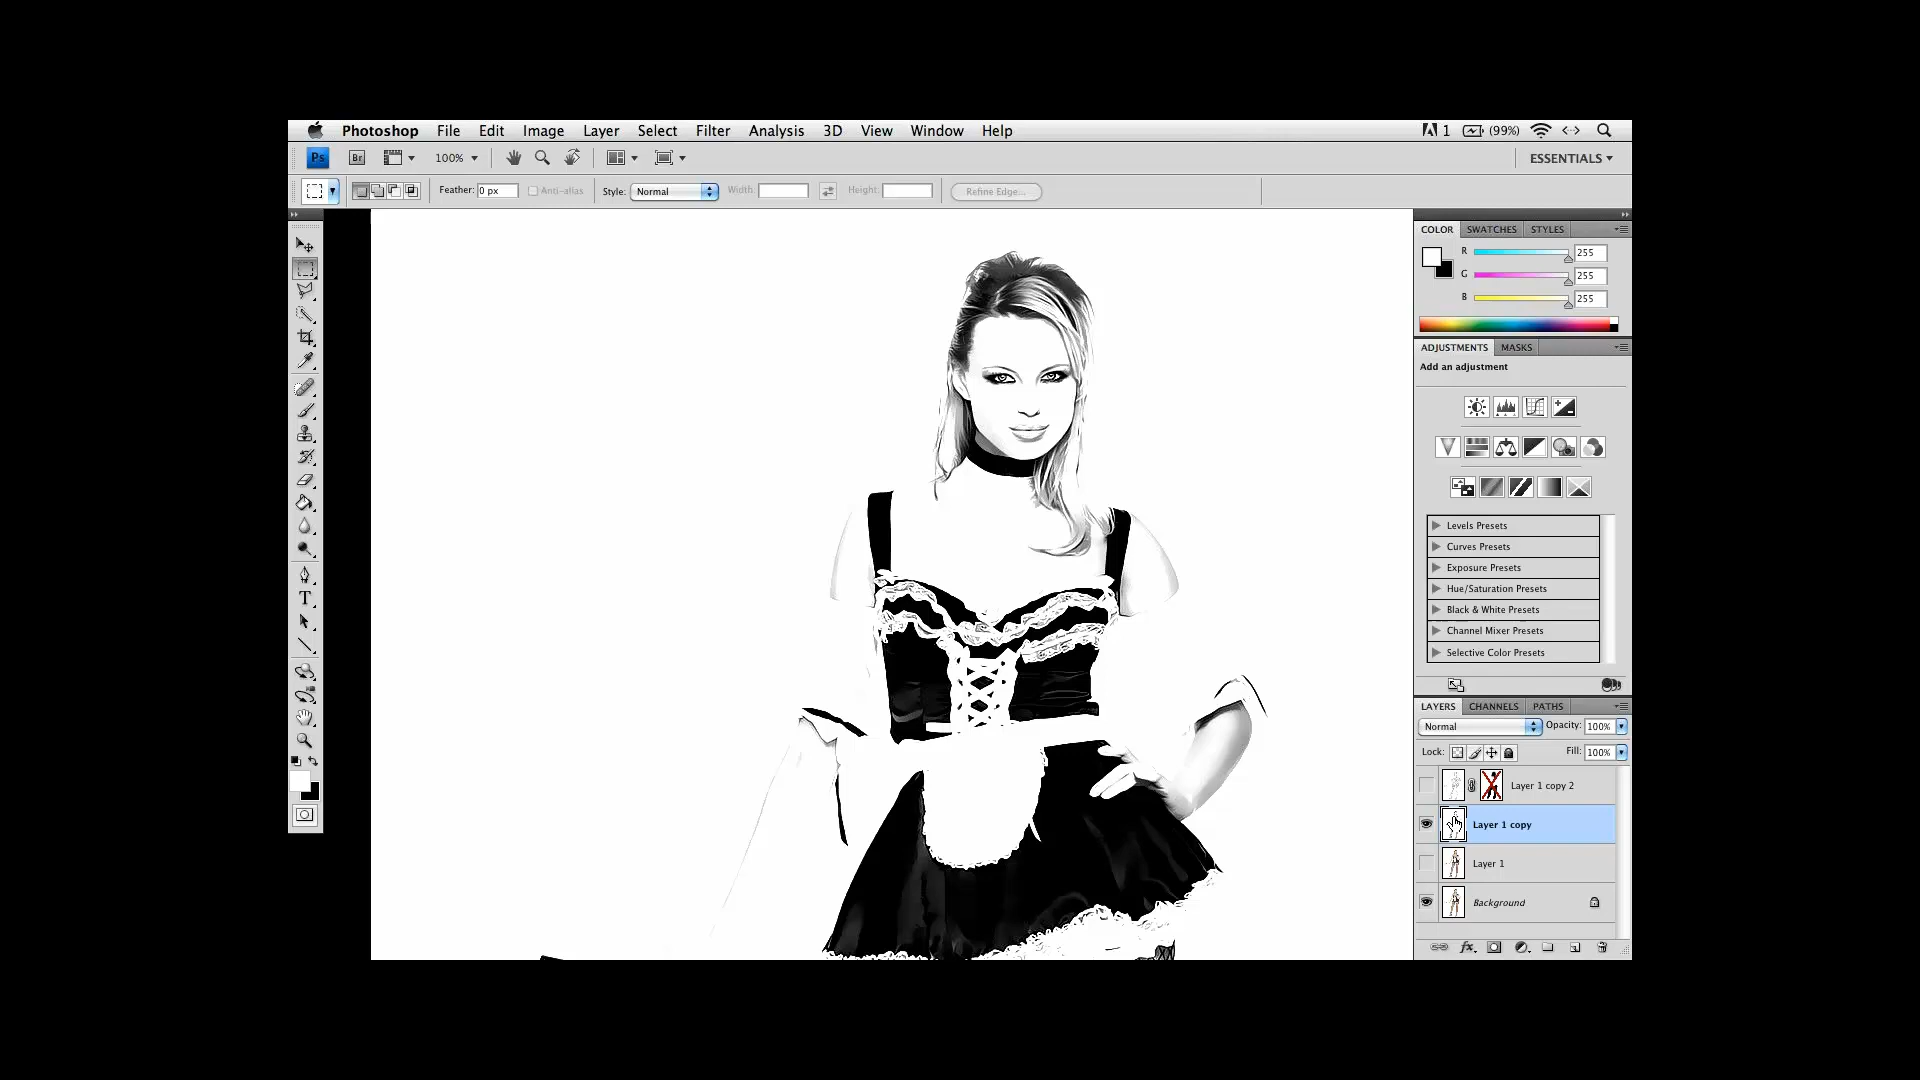 Photoshop File Edit Image Layer Select Filter Analysis 3D View Window Help 1 (99%)
Ps Br 100% ESSENTIALS
Feather: 0 px Anti-alias Style: Normal Width: Height: Refine Edge...
COLOR SWATCHES STYLES
R 255
G 255
B 255
ADJUSTMENTS MASKS
Add an adjustment
Levels Presets
Curves Presets
Exposure Presets
Hue/Saturation Presets
Black & White Presets
Channel Mixer Presets
Selective Color Presets
LAYERS CHANNELS PATHS
Normal Opacity: 100%
Lock: Fill: 100%
Layer 1 copy 2
Layer 1 copy
Layer 1
Background
fx
T